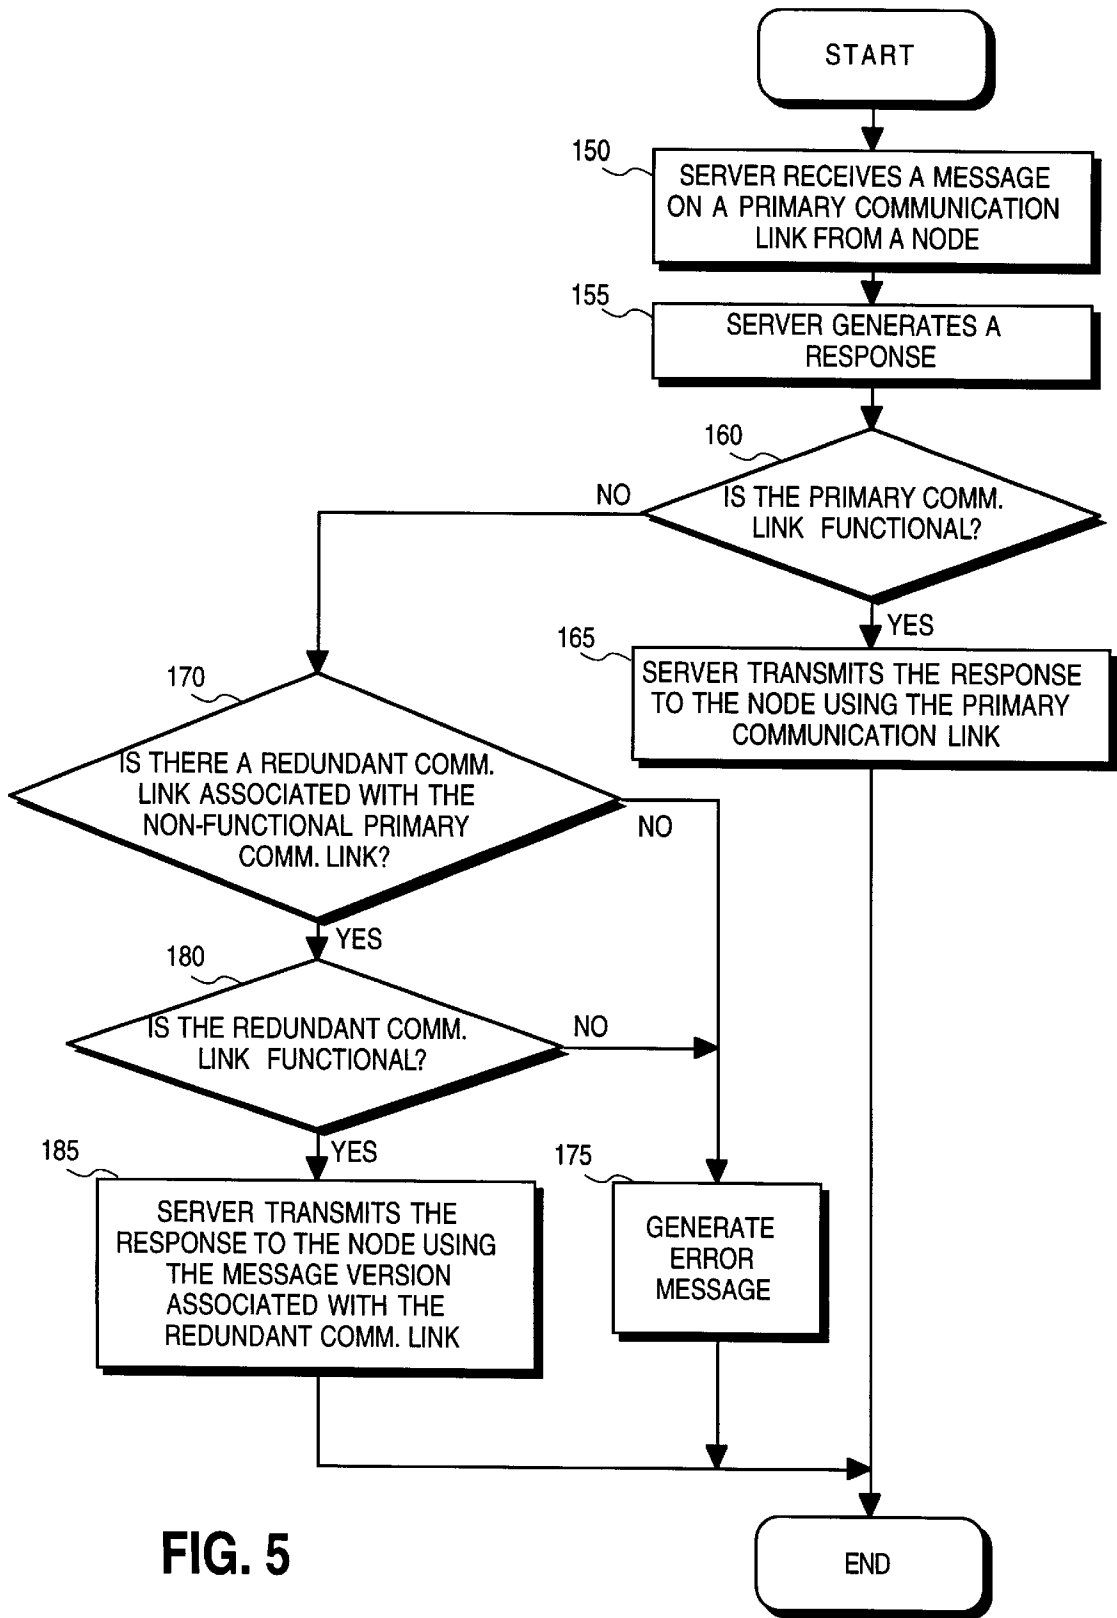 START
150
SERVER RECEIVES A MESSAGE
ON A PRIMARY COMMUNICATION
LINK FROM A NODE
155
SERVER GENERATES A
RESPONSE
160
IS THE PRIMARY COMM.
LINK FUNCTIONAL?
NO
YES
165
SERVER TRANSMITS THE RESPONSE
TO THE NODE USING THE PRIMARY
COMMUNICATION LINK
170
IS THERE A REDUNDANT COMM.
LINK ASSOCIATED WITH THE
NON-FUNCTIONAL PRIMARY
COMM. LINK?
NO
YES
180
IS THE REDUNDANT COMM.
LINK FUNCTIONAL?
NO
YES
185
SERVER TRANSMITS THE
RESPONSE TO THE NODE USING
THE MESSAGE VERSION
ASSOCIATED WITH THE
REDUNDANT COMM. LINK
175
GENERATE
ERROR
MESSAGE
END
FIG. 5